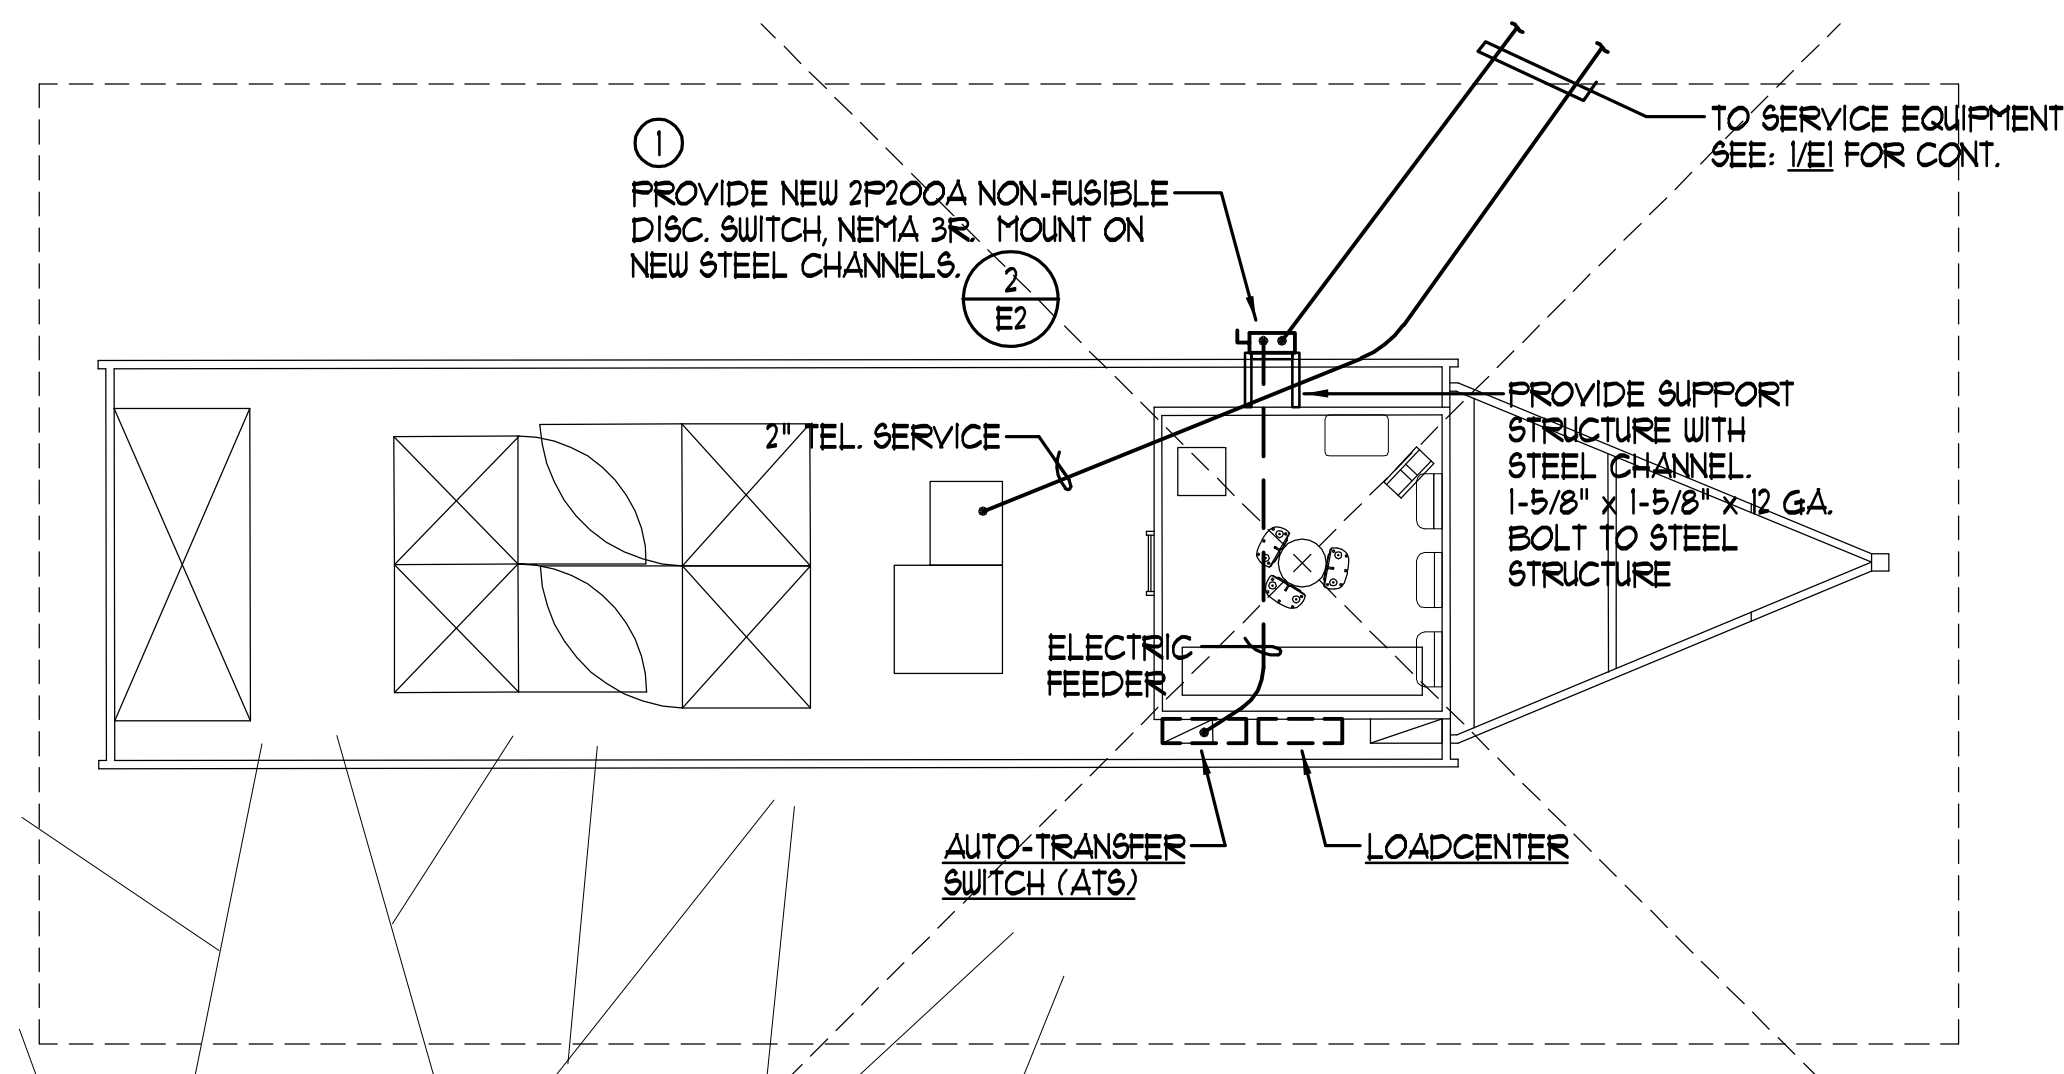 TO SERVICE EQUIPMENT
SEE: 1/E1 FOR CONT.
1
PROVIDE NEW 2P200A NON-FUSIBLE
DISC. SWITCH, NEMA 3R. MOUNT ON
NEW STEEL CHANNELS.
2
E2
PROVIDE SUPPORT
STRUCTURE WITH
STEEL CHANNEL.
1-5/8" x 1-5/8" x 12 GA.
BOLT TO STEEL
STRUCTURE
2" TEL. SERVICE
ELECTRIC
FEEDER
AUTO-TRANSFER
SWITCH (ATS)
LOADCENTER